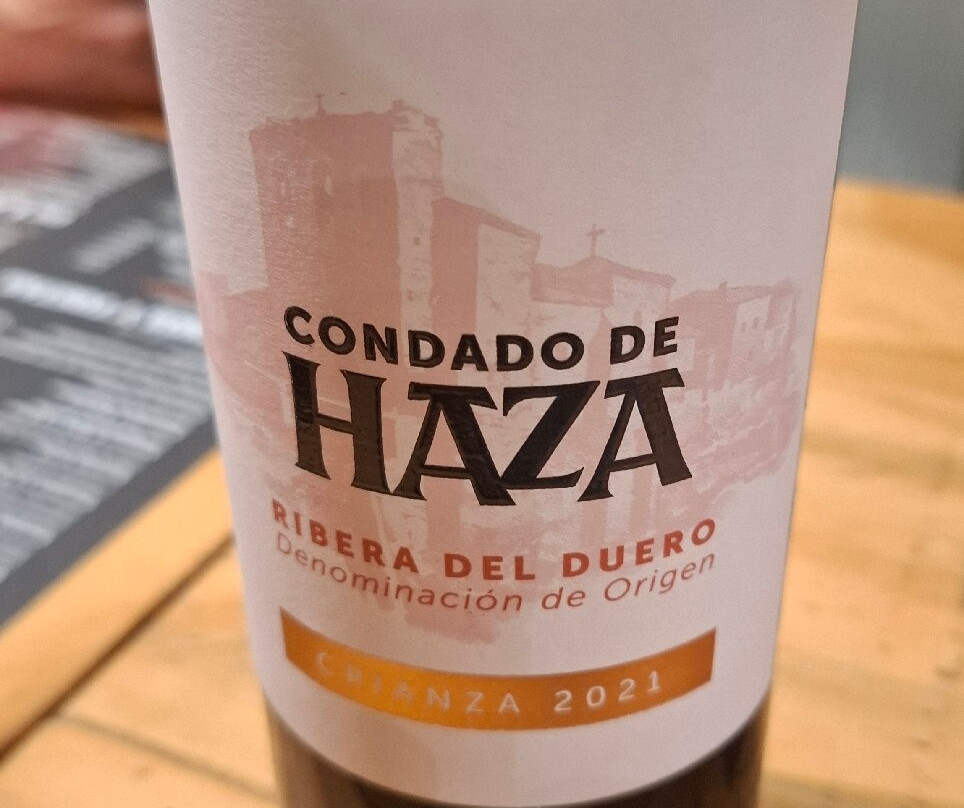 CONDADO DE
HAZA
RIBERA DEL DUERO
Denominación de Origen
CRIANZA 2021